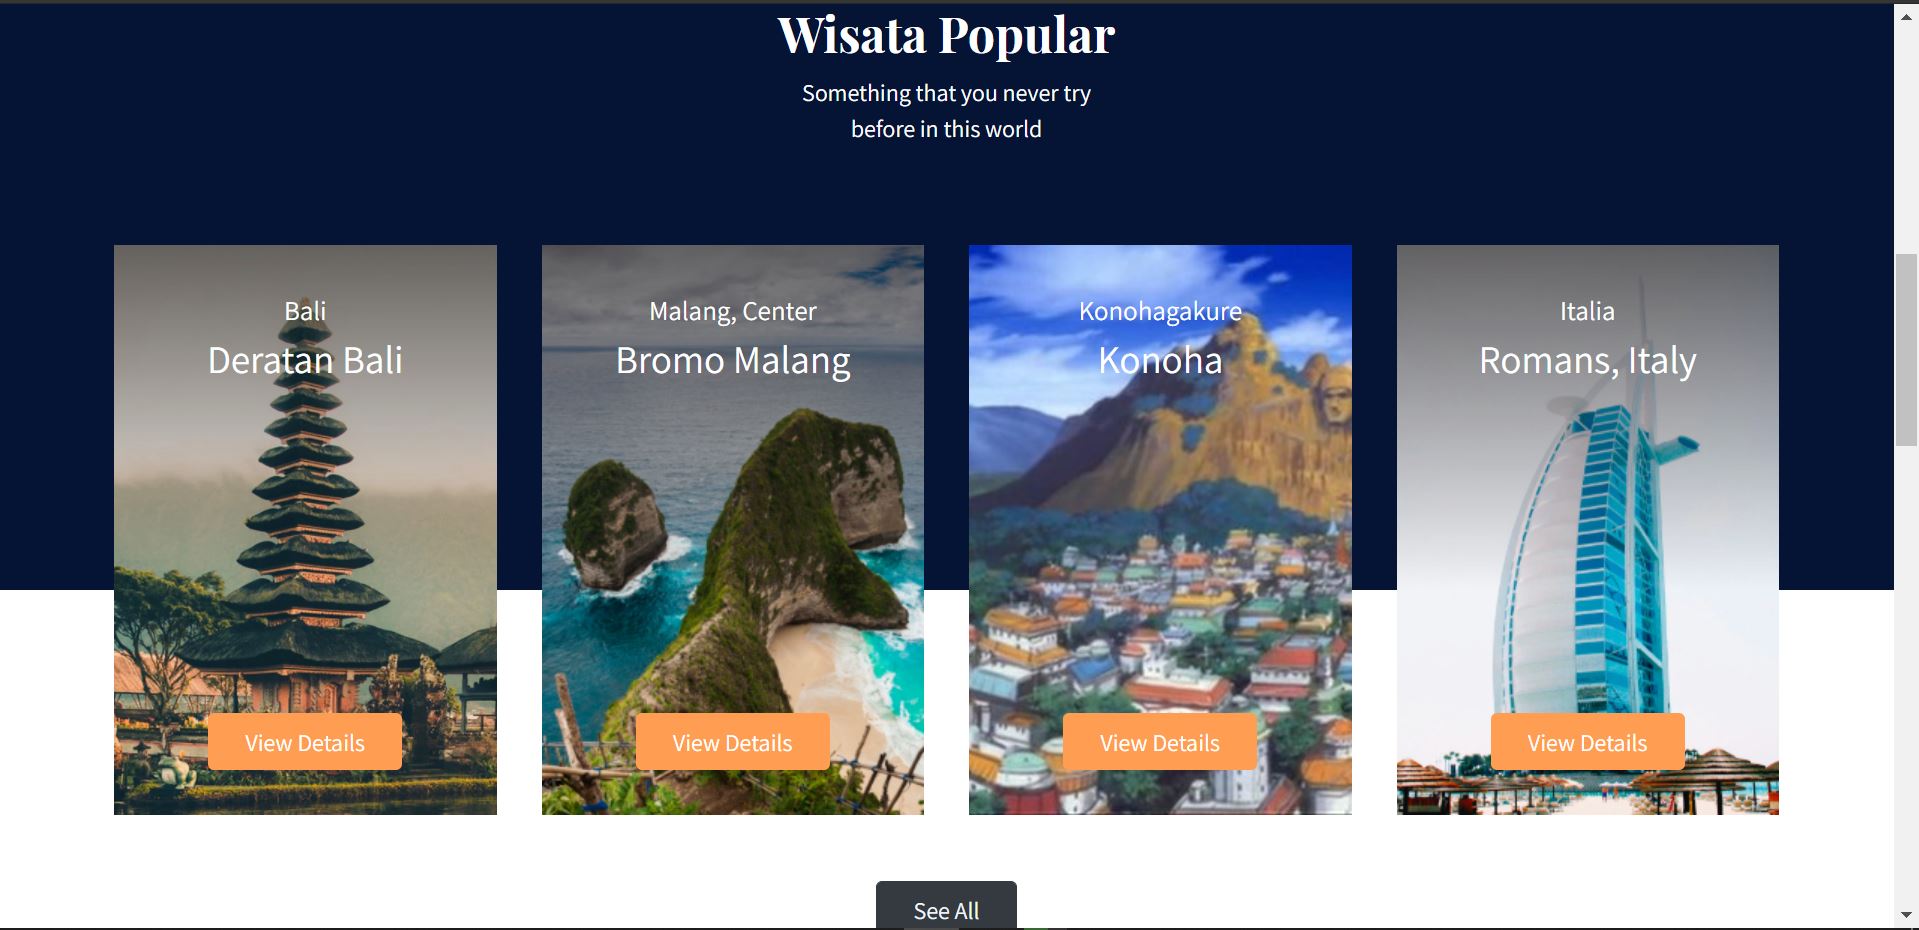 Wisata Popular
Something that you never try
before in this world
Bali
Deratan Bali
View Details
Malang, Center
Bromo Malang
View Details
Konohagakure
Konoha
View Details
Italia
Romans, Italy
View Details
See All